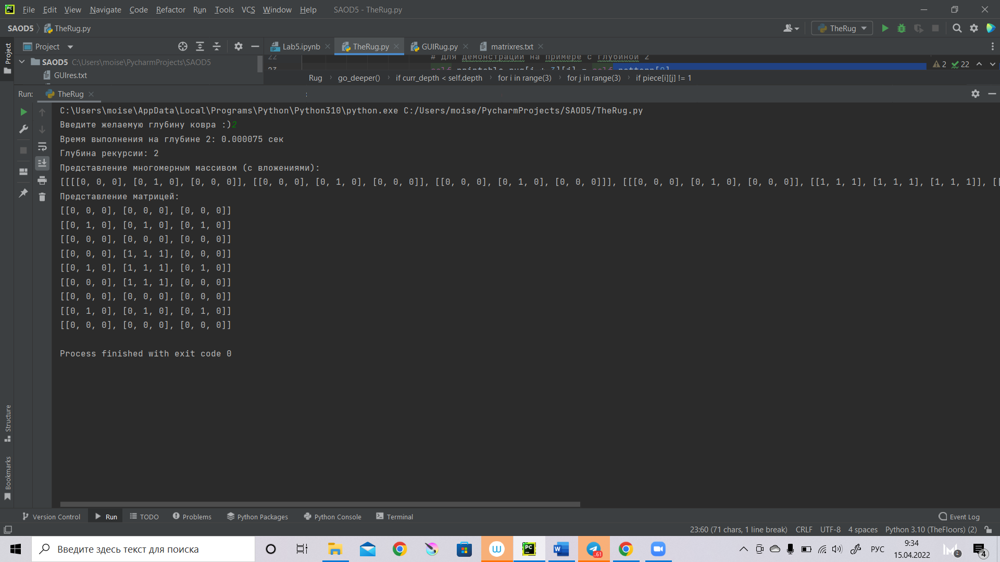 File Edit View Navigate Code Refactor Run Tools VCS Window Help SAOD5 - TheRug.py
SAOD5 TheRug.py TheRug
Project Lab5.ipynb TheRug.py GUIRug.py matrixres.txt
22 # для демонстрации на примере с глубиной 2
SAOD5 C:\Users\moise\PycharmProjects\SAOD5
2 22
GUIres.txt
Rug go_deeper() if curr_depth < self.depth for i in range(3) for j in range(3) if piece[i][j] != 1
Run: TheRug
C:\Users\moise\AppData\Local\Programs\Python\Python310\python.exe C:/Users/moise/PycharmProjects/SAOD5/TheRug.py
Введите желаемую глубину ковра :)2
Время выполнения на глубине 2: 0.000075 сек
Глубина рекурсии: 2
Представление многомерным массивом (с вложениями):
[[[[0, 0, 0], [0, 1, 0], [0, 0, 0]], [[0, 0, 0], [0, 1, 0], [0, 0, 0]], [[0, 0, 0], [0, 1, 0], [0, 0, 0]]], [[[0, 0, 0], [0, 1, 0], [0, 0, 0]], [[1, 1, 1], [1, 1, 1], [1, 1, 1]], [[
Представление матрицей:
[[0, 0, 0], [0, 0, 0], [0, 0, 0]]
[[0, 1, 0], [0, 1, 0], [0, 1, 0]]
[[0, 0, 0], [0, 0, 0], [0, 0, 0]]
[[0, 0, 0], [1, 1, 1], [0, 0, 0]]
[[0, 1, 0], [1, 1, 1], [0, 1, 0]]
[[0, 0, 0], [1, 1, 1], [0, 0, 0]]
[[0, 0, 0], [0, 0, 0], [0, 0, 0]]
[[0, 1, 0], [0, 1, 0], [0, 1, 0]]
[[0, 0, 0], [0, 0, 0], [0, 0, 0]]
Process finished with exit code 0
Project
Structure
Bookmarks
Version Control Run TODO Problems Python Packages Python Console Terminal Event Log
23:60 (71 chars, 1 line break) CRLF UTF-8 4 spaces Python 3.10 (TheFloors) (2)
Введите здесь текст для поиска
РУС
9:34
15.04.2022